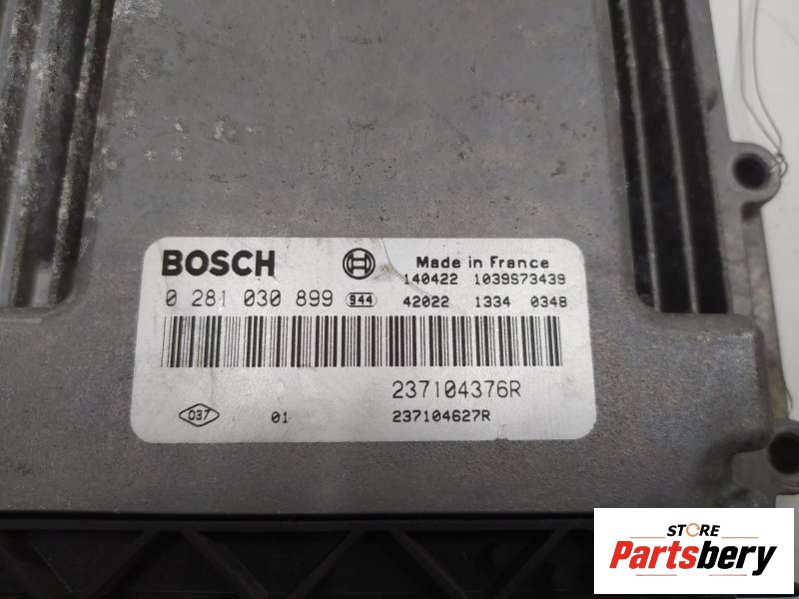 BOSCH Made in France
140422 1039S73439
0 281 030 899 944 42022 1334 0348
237104376R
037 01 237104627R
STORE
Partsbery